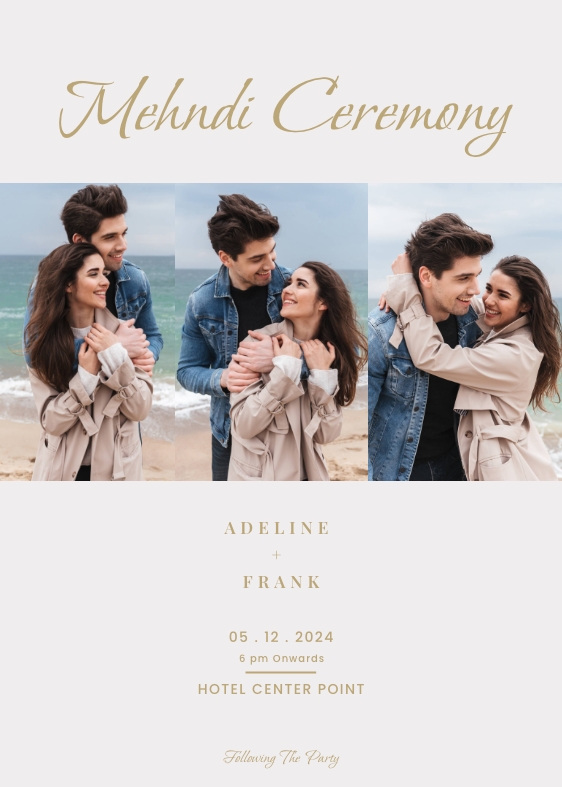 Mehndi Ceremony
ADELINE
+
FRANK
05 . 12 . 2024
6 pm Onwards
HOTEL CENTER POINT
Following The Party